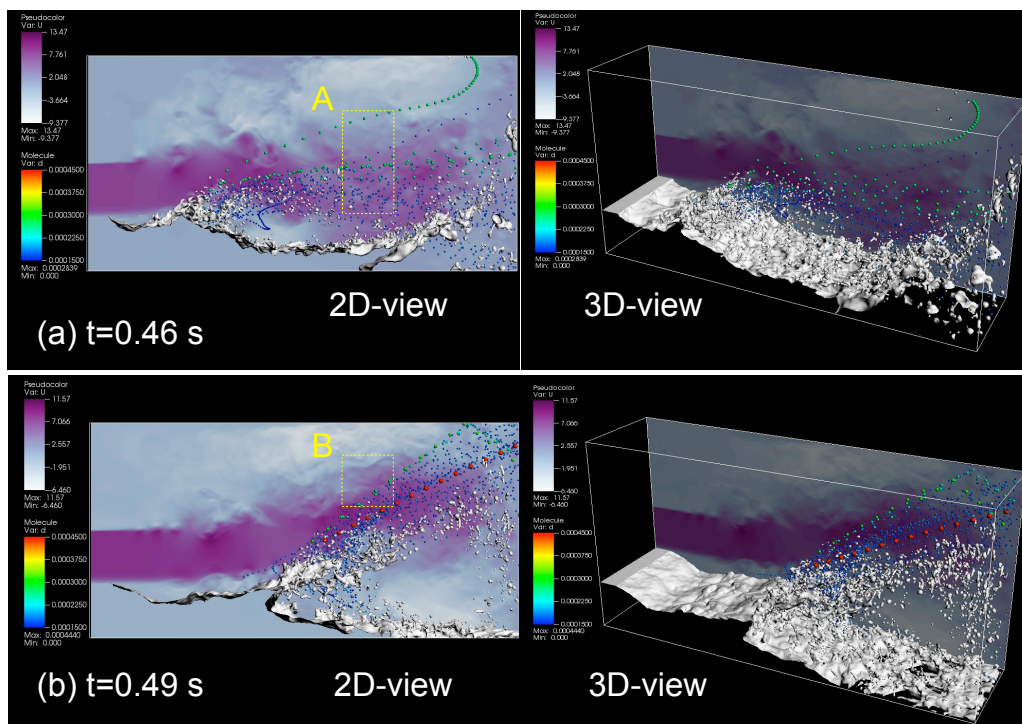 Pseudocolor
Var: U
13.47
7.761
2.048
-3.664
-9.377
Max: 13.47
Min: -9.377
Molecule
Var: d
0.0004500
0.0003750
0.0003000
0.0002250
0.0001500
Max: 0.0002839
Min: 0.000
A
2D-view
(a) t=0.46 s
Pseudocolor
Var: U
13.47
7.761
2.048
-3.664
-9.377
Max: 13.47
Min: -9.377
Molecule
Var: d
0.0004500
0.0003750
0.0003000
0.0002250
0.0001500
Max: 0.0002839
Min: 0.000
3D-view
Pseudocolor
Var: U
11.57
7.066
2.557
-1.951
-6.460
Max: 11.57
Min: -6.460
Molecule
Var: d
0.0004500
0.0003750
0.0003000
0.0002250
0.0001500
Max: 0.0004440
Min: 0.000
B
2D-view
(b) t=0.49 s
Pseudocolor
Var: U
11.57
7.066
2.557
-1.951
-6.460
Max: 11.57
Min: -6.460
Molecule
Var: d
0.0004500
0.0003750
0.0003000
0.0002250
0.0001500
Max: 0.0004440
Min: 0.000
3D-view